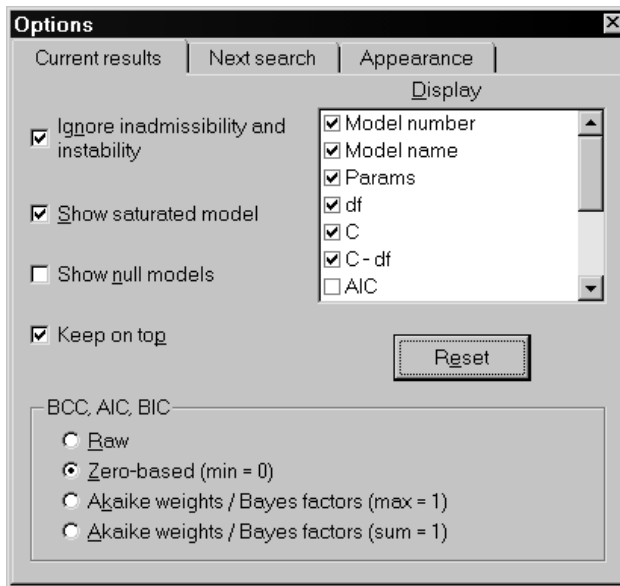 Options
Current results
Next search
Appearance
Display
Ignore inadmissibility and
instability
Show saturated model
Show null models
Keep on top
Model number
Model name
Params
df
C
C - df
AIC
Reset
BCC, AIC, BIC
Raw
Zero-based (min = 0)
Akaike weights / Bayes factors (max = 1)
Akaike weights / Bayes factors (sum = 1)